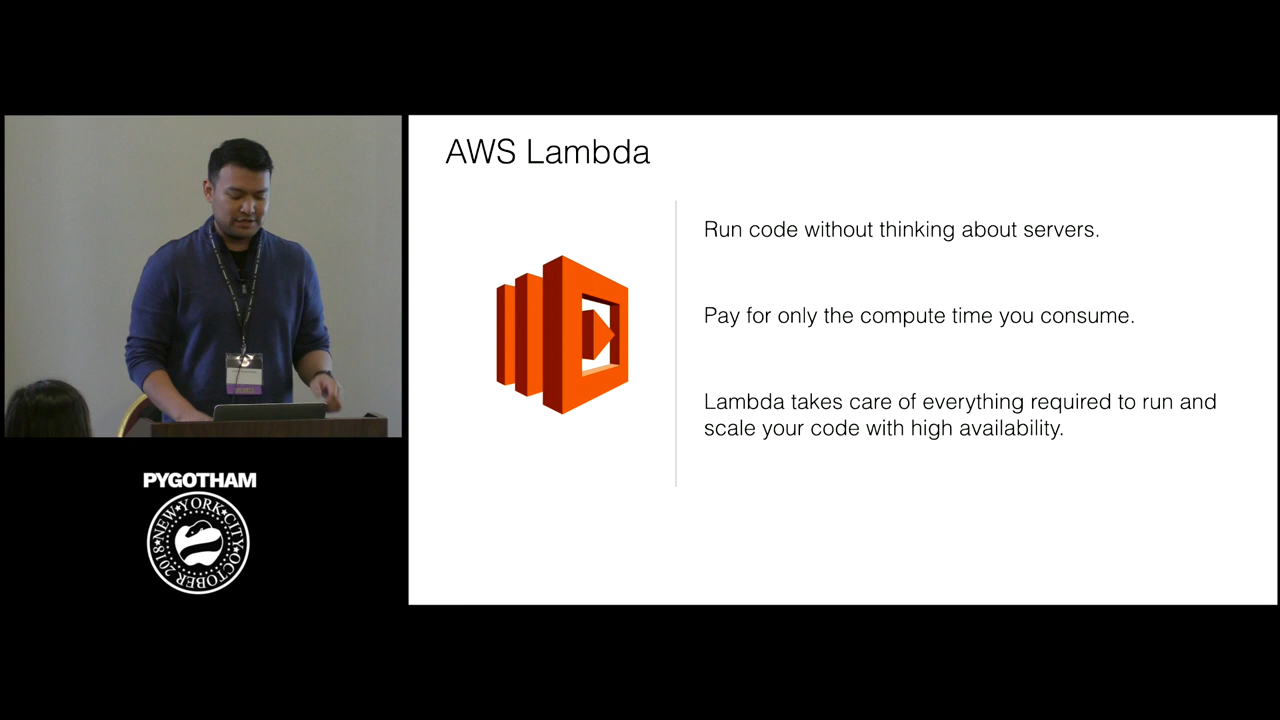 AWS Lambda
Run code without thinking about servers.
Pay for only the compute time you consume.
Lambda takes care of everything required to run and
scale your code with high availability.
PYGOTHAM
NEW YORK CITY OCTOBER 2018